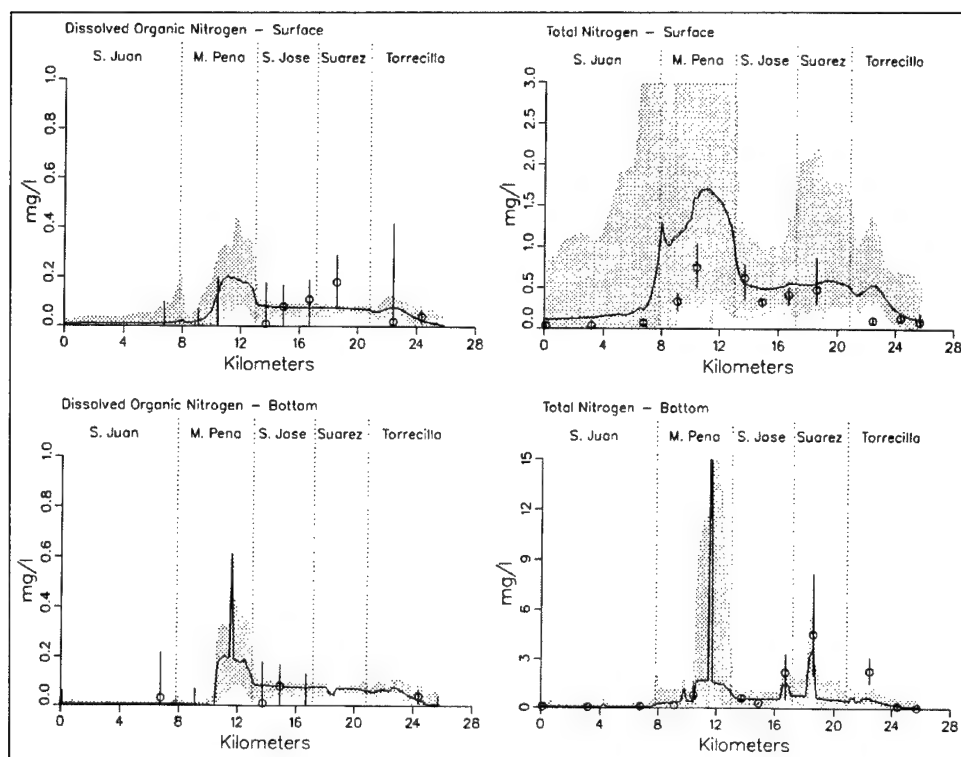 Dissolved Organic Nitrogen – Surface
S. Juan M. Pena S. Jose Suarez Torrecilla
mg/l
0.0 0.2 0.4 0.6 0.8 1.0
0 4 8 12 16 20 24 28
Kilometers
Total Nitrogen – Surface
S. Juan M. Pena S. Jose Suarez Torrecilla
mg/l
0.0 0.5 1.0 1.5 2.0 2.5 3.0
0 4 8 12 16 20 24 28
Kilometers
Dissolved Organic Nitrogen – Bottom
S. Juan M. Pena S. Jose Suarez Torrecilla
mg/l
0.0 0.2 0.4 0.6 0.8 1.0
0 4 8 12 16 20 24 28
Kilometers
Total Nitrogen – Bottom
S. Juan M. Pena S. Jose Suarez Torrecilla
mg/l
0 3 6 9 12 15
0 4 8 12 16 20 24 28
Kilometers